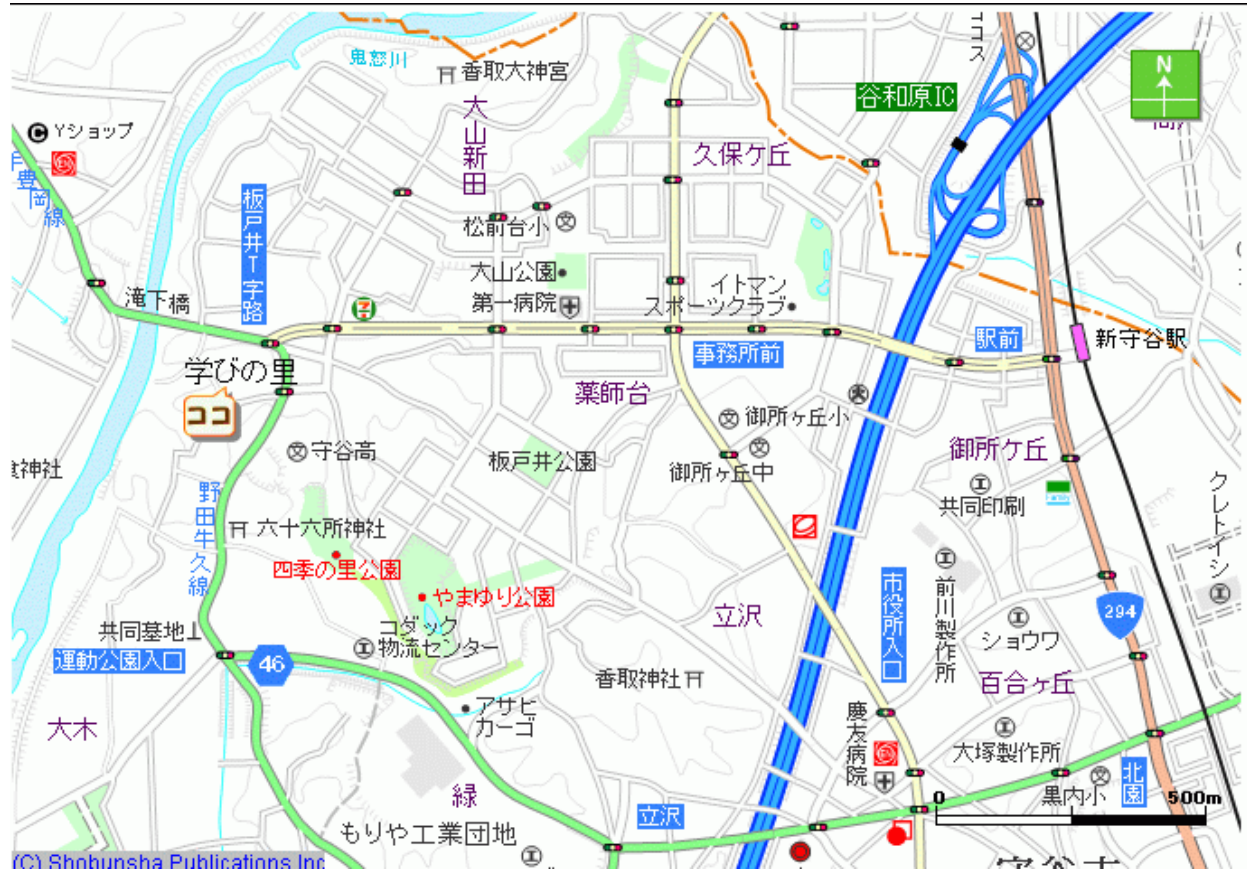 鬼怒川
香取大神宮
ココス
N
谷和原IC
Yショップ
大山新田
久保ケ丘
豊岡線
板戸井T字路
松前台小
大山公園
第一病院
イトマン
スポーツクラブ
滝下橋
事務所前
駅前
新守谷駅
学びの里
ココ
薬師台
御所ヶ丘小
守谷高
板戸井公園
御所ヶ丘中
御所ケ丘
共同印刷
Family
クレトイシ
野田牛久線
六十六所神社
四季の里公園
やまゆり公園
市役所入口
前川製作所
294
立沢
ショウワ
共同墓地
コダック
物流センター
運動公園入口
46
香取神社
百合ヶ丘
アサヒ
カーゴ
大木
慶友病院
大塚製作所
北園
緑
立沢
黒内小
0
500m
もりや工業団地
(C) Shobunsha Publications Inc